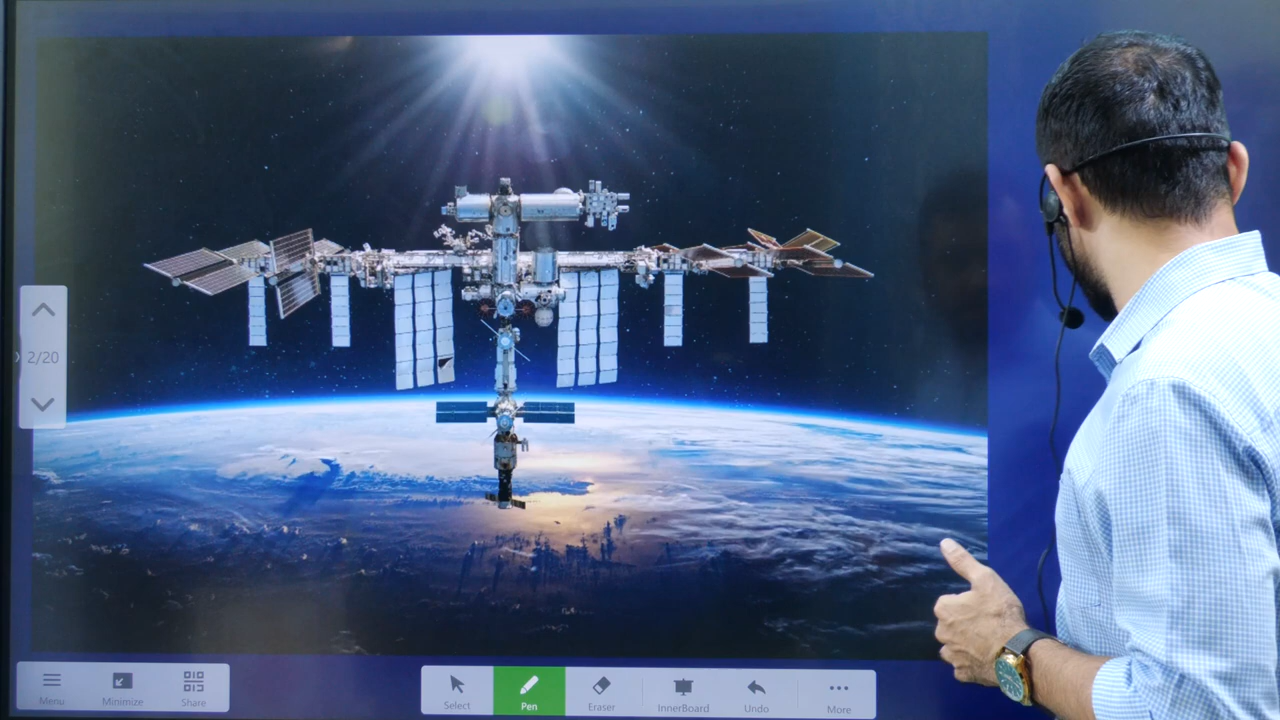 2/20
Menu
Minimize
Share
Select
Pen
Eraser
InnerBoard
Undo
More